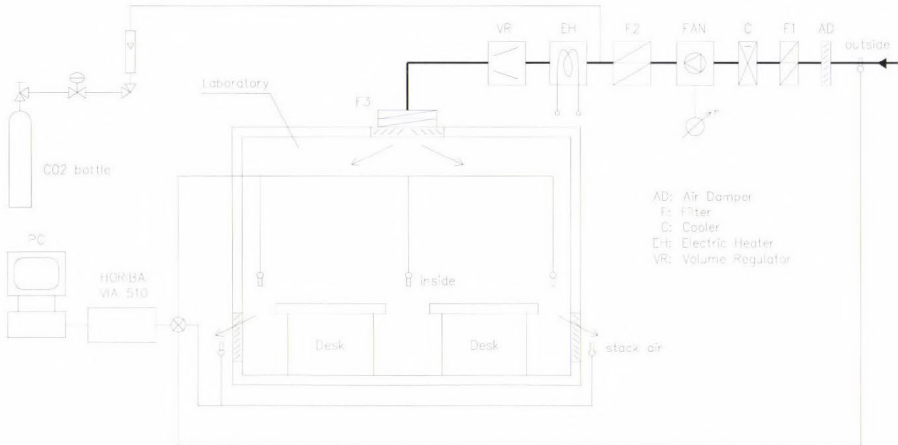 VR EH F2 FAN C F1 AD
outside
Laboratory
F3
n
CO2 bottle
AD: Air Damper
F: Filter
C: Cooler
EH: Electric Heater
VR: Volume Regulator
PC
HORIBA
VIA 510
inside
Desk
Desk
stack air